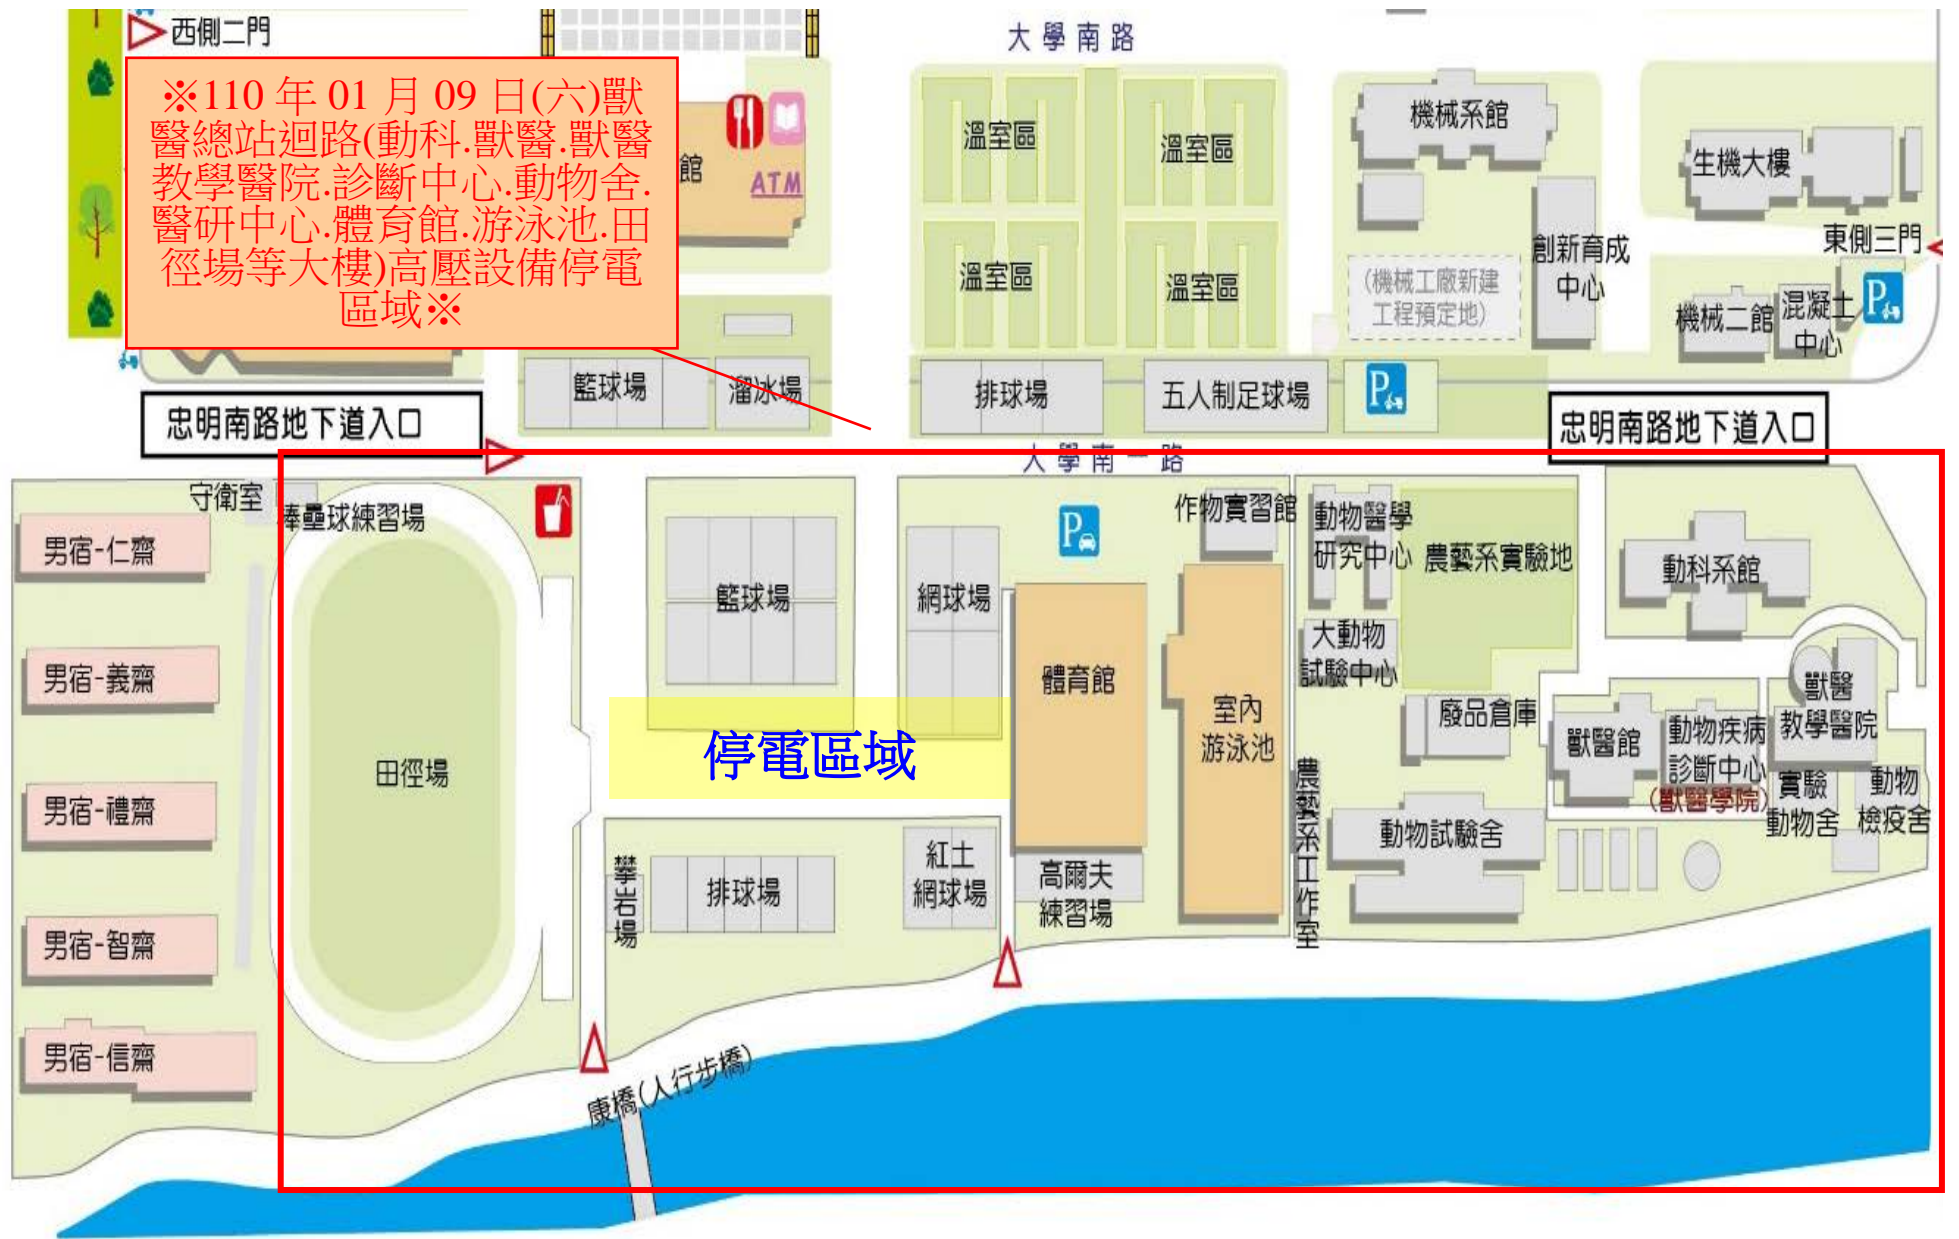 西側二門
大學南路
※110 年 01 月 09 日(六)獸
醫總站迴路(動科.獸醫.獸醫
教學醫院.診斷中心.動物舍.
醫研中心.體育館.游泳池.田
徑場等大樓)高壓設備停電
區域※
館
ATM
溫室區
溫室區
溫室區
溫室區
機械系館
生機大樓
創新育成
中心
(機械工廠新建
工程預定地)
東側三門
機械二館
混凝土
中心
P
籃球場
溜冰場
排球場
五人制足球場
P
忠明南路地下道入口
忠明南路地下道入口
大學南一路
守衛室
棒壘球練習場
男宿-仁齋
男宿-義齋
男宿-禮齋
男宿-智齋
男宿-信齋
田徑場
籃球場
網球場
P
作物實習館
體育館
室內
游泳池
動物醫學
研究中心
農藝系實驗地
動科系館
大動物
試驗中心
廢品倉庫
獸醫館
動物疾病
診斷中心
(獸醫學院)
獸醫
教學醫院
實驗
動物舍
動物
檢疫舍
停電區域
農藝系工作室
動物試驗舍
攀岩場
排球場
紅土
網球場
高爾夫
練習場
康橋(人行步橋)